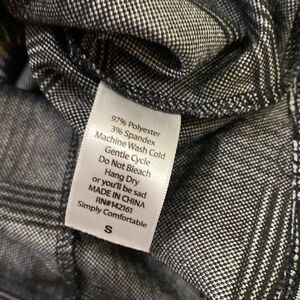 97% Polyester
3% Spandex
Machine Wash Cold
Gentle Cycle
Do Not Bleach
Hang Dry
or you'll be sad
MADE IN CHINA
RN#142161
Simply Comfortable
S